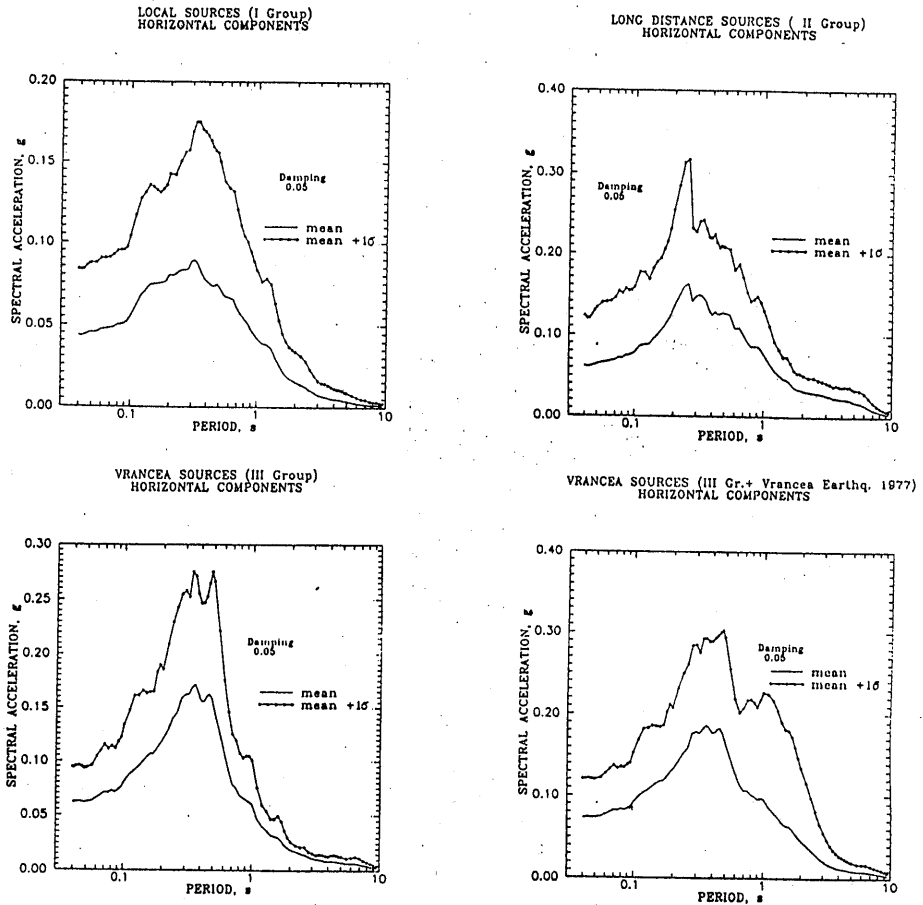 LOCAL SOURCES (I Group)
HORIZONTAL COMPONENTS
0.20
0.15
0.10
0.05
0.00
SPECTRAL ACCELERATION, g
Damping
0.05
mean
mean +1σ
0.1
1
10
PERIOD, s
LONG DISTANCE SOURCES ( II Group)
HORIZONTAL COMPONENTS
0.40
0.30
0.20
0.10
0.00
SPECTRAL ACCELERATION, g
Damping
0.05
mean
mean +1σ
0.1
1
10
PERIOD, s
VRANCEA SOURCES (III Group)
HORIZONTAL COMPONENTS
0.30
0.25
0.20
0.15
0.10
0.05
0.00
SPECTRAL ACCELERATION, g
Damping
0.05
mean
mean +1σ
0.1
1
10
PERIOD, s
VRANCEA SOURCES (III Gr.+ Vrancea Earthq. 1977)
HORIZONTAL COMPONENTS
0.40
0.30
0.20
0.10
0.00
SPECTRAL ACCELERATION, g
Damping
0.05
mean
mean +1σ
0.1
1
10
PERIOD, s